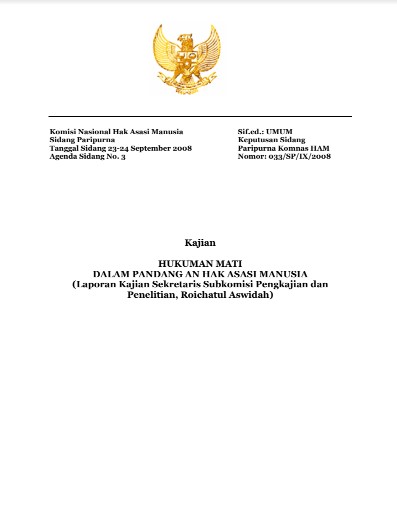 Komisi Nasional Hak Asasi Manusia
Sidang Paripurna
Tanggal Sidang 23-24 September 2008
Agenda Sidang No. 3
Sif.ed.: UMUM
Keputusan Sidang
Paripurna Komnas HAM
Nomor: 033/SP/IX/2008
Kajian
HUKUMAN MATI
DALAM PANDANG AN HAK ASASI MANUSIA
(Laporan Kajian Sekretaris Subkomisi Pengkajian dan
Penelitian, Roichatul Aswidah)